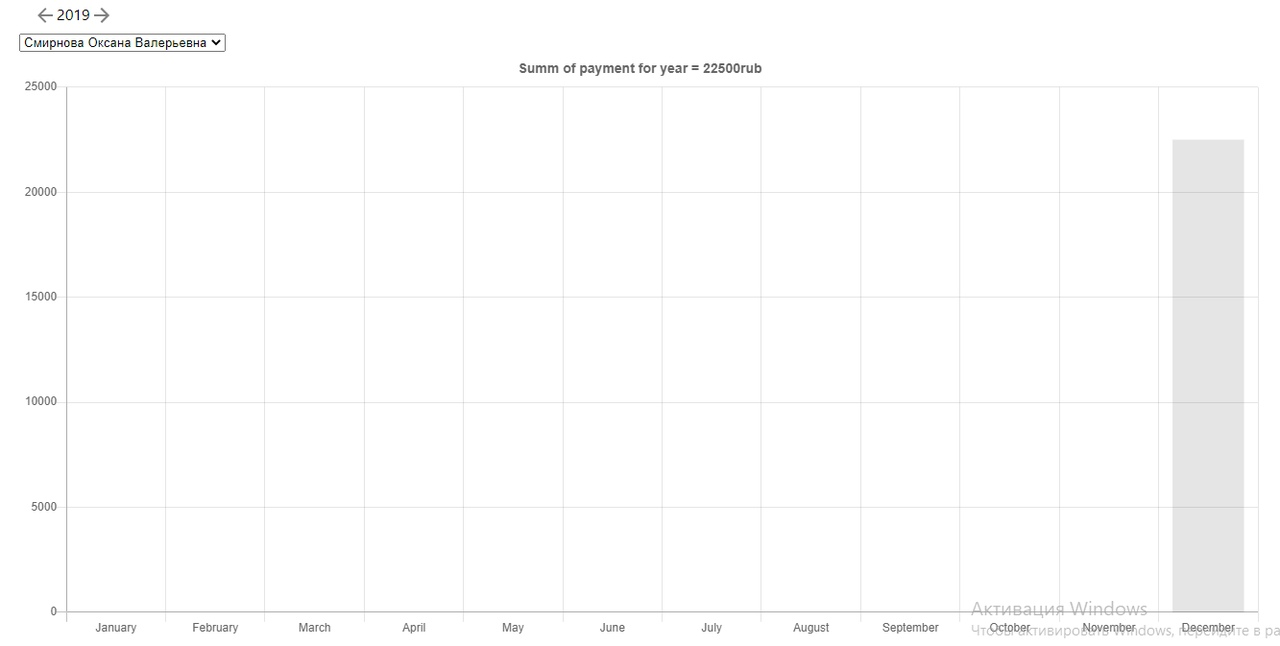 2019
Смирнова Оксана Валерьевна
Summ of payment for year = 22500rub
25000
20000
15000
10000
5000
0
Активация Windows
January February March April May June July August September October November December
Чтобы активировать Windows, перейдите в ра